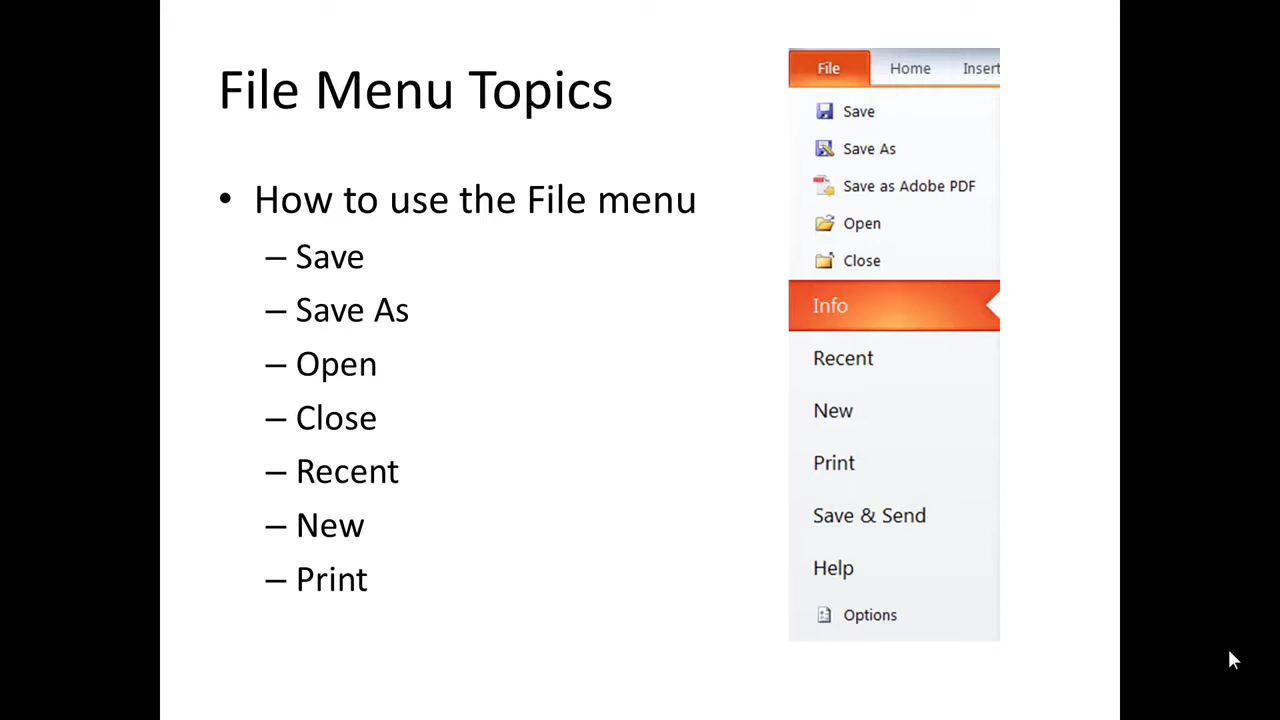 File Menu Topics
• How to use the File menu
– Save
– Save As
– Open
– Close
– Recent
– New
– Print
File Home Insert
Save
Save As
Save as Adobe PDF
Open
Close
Info
Recent
New
Print
Save & Send
Help
Options